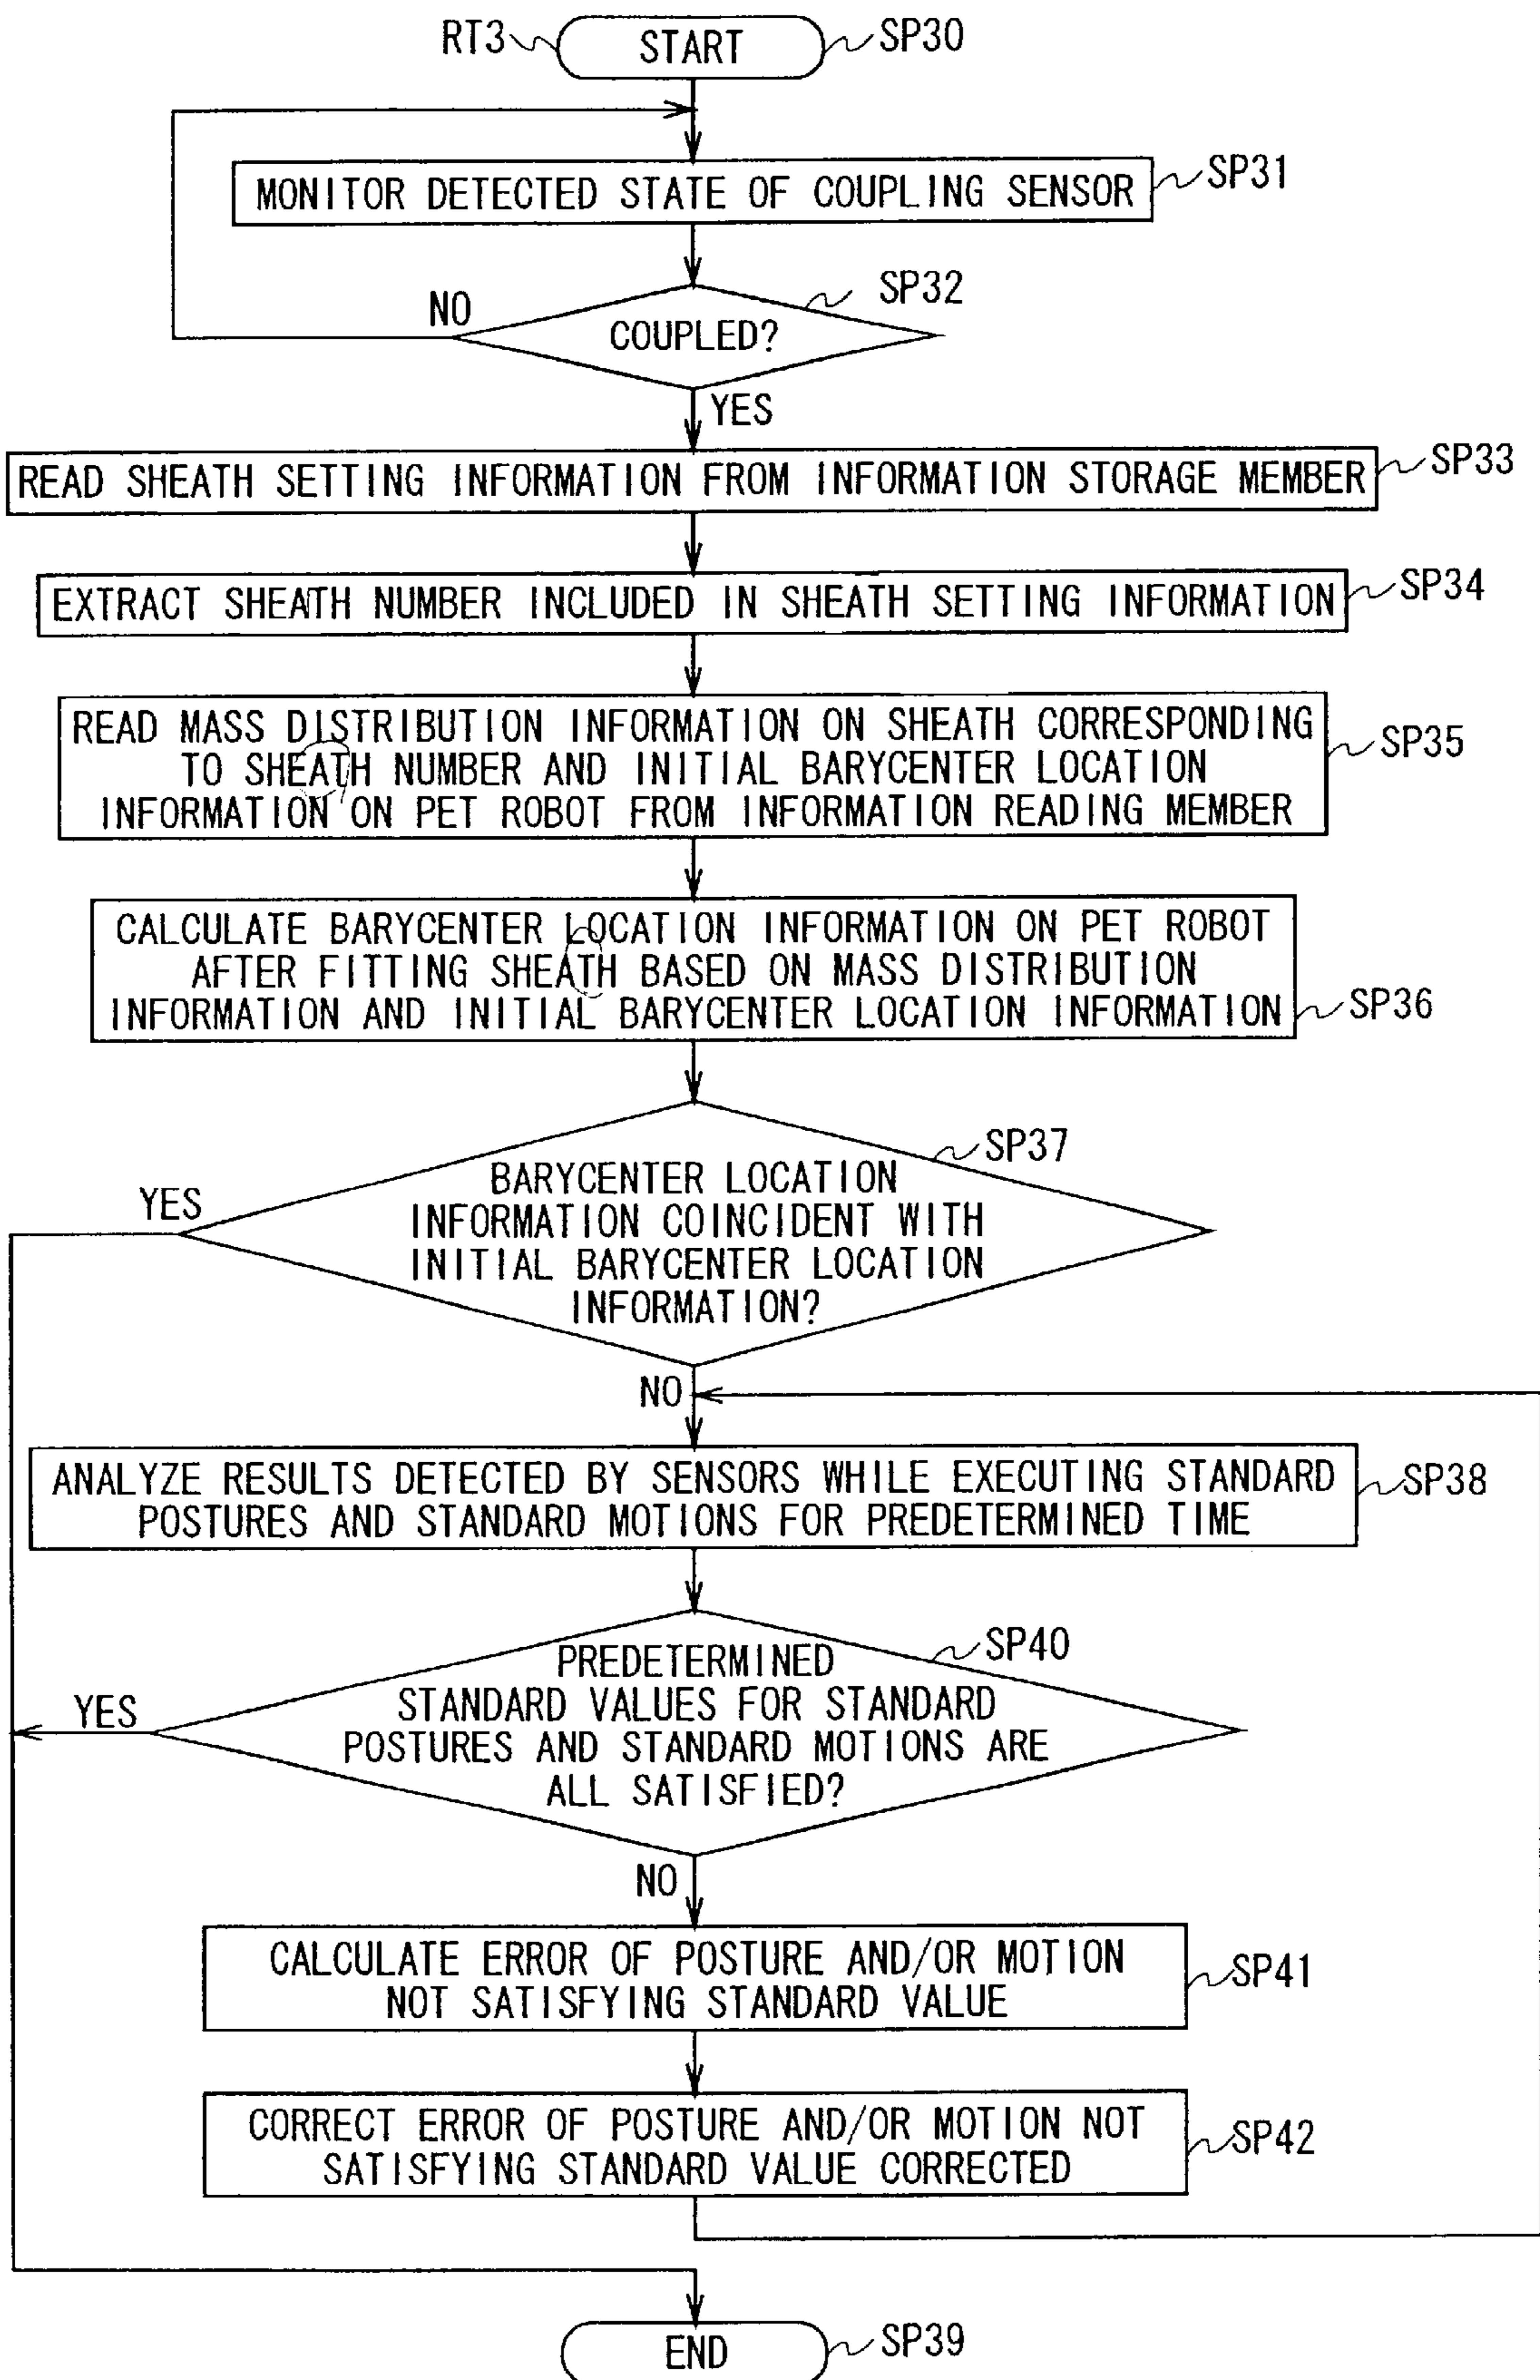 RT3
START
SP30
MONITOR DETECTED STATE OF COUPLING SENSOR
SP31
SP32
NO
COUPLED?
YES
READ SHEATH SETTING INFORMATION FROM INFORMATION STORAGE MEMBER
SP33
EXTRACT SHEATH NUMBER INCLUDED IN SHEATH SETTING INFORMATION
SP34
READ MASS DISTRIBUTION INFORMATION ON SHEATH CORRESPONDING
TO SHEATH NUMBER AND INITIAL BARYCENTER LOCATION
INFORMATION ON PET ROBOT FROM INFORMATION READING MEMBER
SP35
CALCULATE BARYCENTER LOCATION INFORMATION ON PET ROBOT
AFTER FITTING SHEATH BASED ON MASS DISTRIBUTION
INFORMATION AND INITIAL BARYCENTER LOCATION INFORMATION
SP36
SP37
YES
BARYCENTER LOCATION
INFORMATION COINCIDENT WITH
INITIAL BARYCENTER LOCATION
INFORMATION?
NO
ANALYZE RESULTS DETECTED BY SENSORS WHILE EXECUTING STANDARD
POSTURES AND STANDARD MOTIONS FOR PREDETERMINED TIME
SP38
SP40
YES
PREDETERMINED
STANDARD VALUES FOR STANDARD
POSTURES AND STANDARD MOTIONS ARE
ALL SATISFIED?
NO
CALCULATE ERROR OF POSTURE AND/OR MOTION
NOT SATISFYING STANDARD VALUE
SP41
CORRECT ERROR OF POSTURE AND/OR MOTION NOT
SATISFYING STANDARD VALUE CORRECTED
SP42
END
SP39